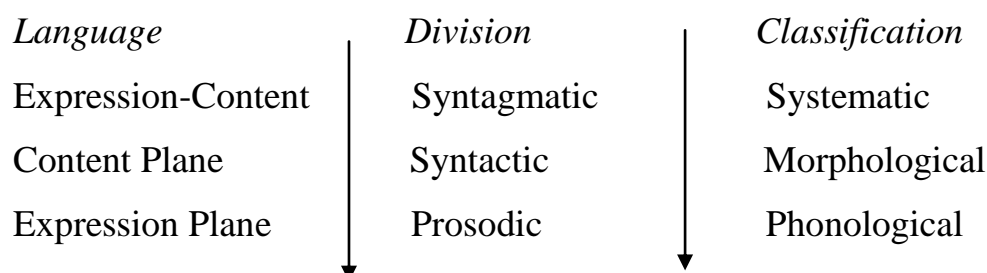 Language Division Classification
Expression-Content Syntagmatic Systematic
Content Plane Syntactic Morphological
Expression Plane Prosodic Phonological